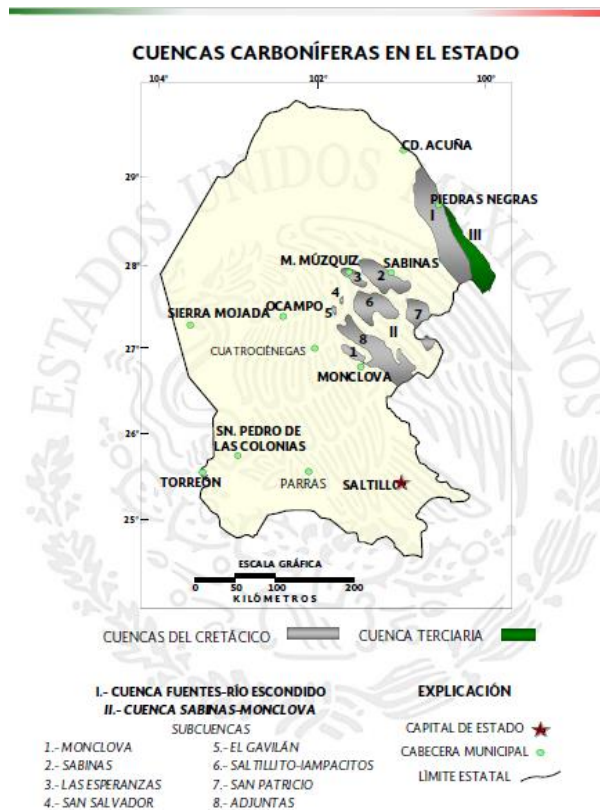 CUENCAS CARBONÍFERAS EN EL ESTADO
104° 102° 100°
CD. ACUÑA
29°
PIEDRAS NEGRAS
I
III
M. MÚZQUIZ
SABINAS
28°
3
2
4
OCAMPO
5
6
7
SIERRA MOJADA
II
8
CUATROCIÉNEGAS
27°
1
MONCLOVA
SN. PEDRO DE
LAS COLONIAS
26°
TORREÓN
PARRAS
SALTILLO
25°
ESCALA GRÁFICA
0 50 100 200
KILÓMETROS
CUENCAS DEL CRETÁCICO
CUENCA TERCIARIA
I.- CUENCA FUENTES-RÍO ESCONDIDO
II.- CUENCA SABINAS-MONCLOVA
SUBCUENCAS
1.- MONCLOVA
2.- SABINAS
3.- LAS ESPERANZAS
4.- SAN SALVADOR
5.- EL GAVILÁN
6.- SALTILLITO-LAMPACITOS
7.- SAN PATRICIO
8.- ADJUNTAS
EXPLICACIÓN
CAPITAL DE ESTADO
CABECERA MUNICIPAL
LÌMITE ESTATAL
ESTADOS UNIDOS MEXICANOS